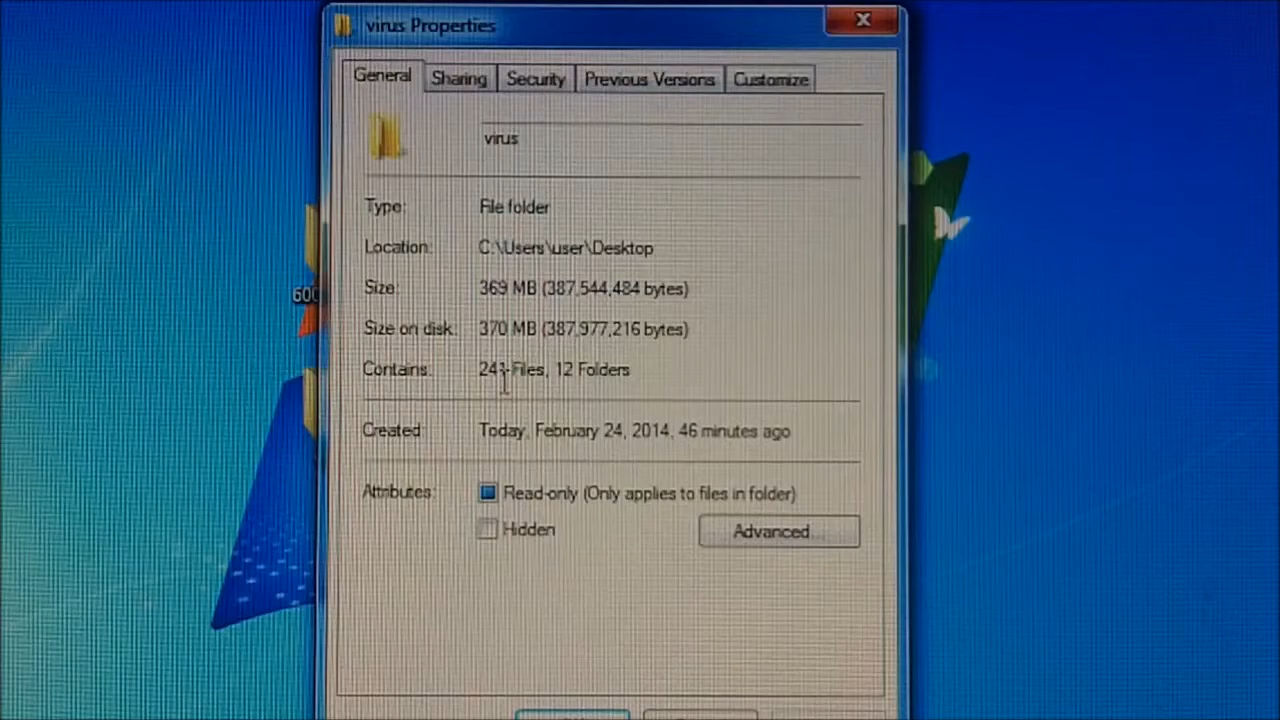 virus Properties
General Sharing Security Previous Versions Customize
virus
Type: File folder
Location: C:\Users\user\Desktop
Size: 369 MB (387,544,484 bytes)
Size on disk: 370 MB (387,977,216 bytes)
Contains: Files, 12 Folders
Created: Today, February 24, 2014, 46 minutes ago
Attributes: Read-only (Only applies to files in folder)
Hidden Advanced...